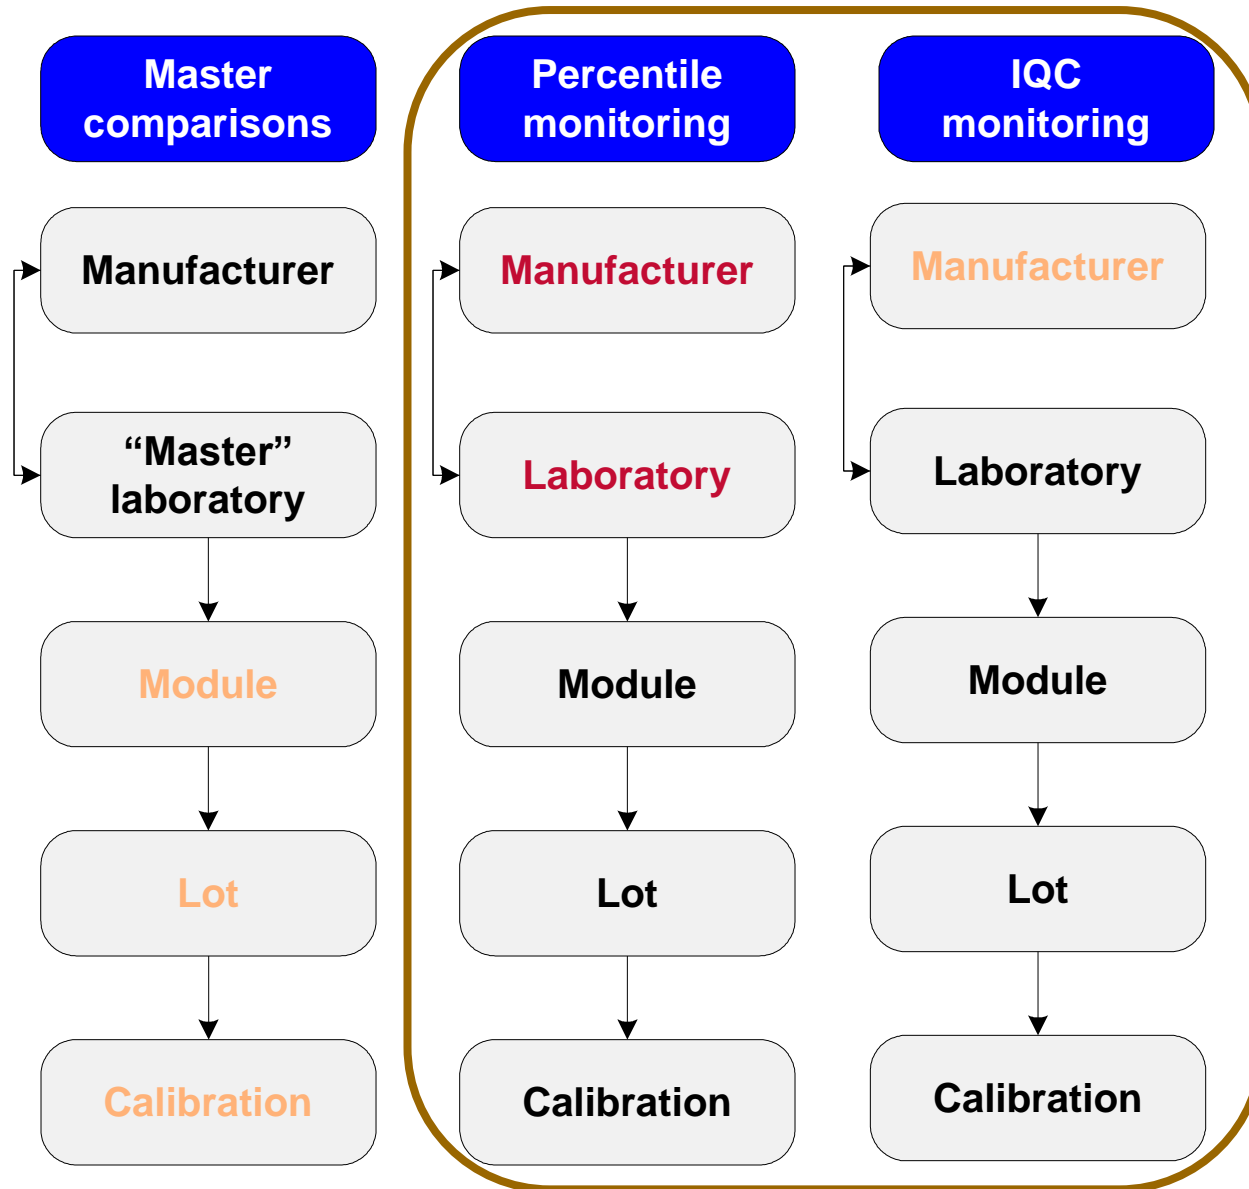 Master
comparisons
Manufacturer
“Master”
laboratory
Module
Lot
Calibration
Percentile
monitoring
Manufacturer
Laboratory
Module
Lot
Calibration
IQC
monitoring
Manufacturer
Laboratory
Module
Lot
Calibration